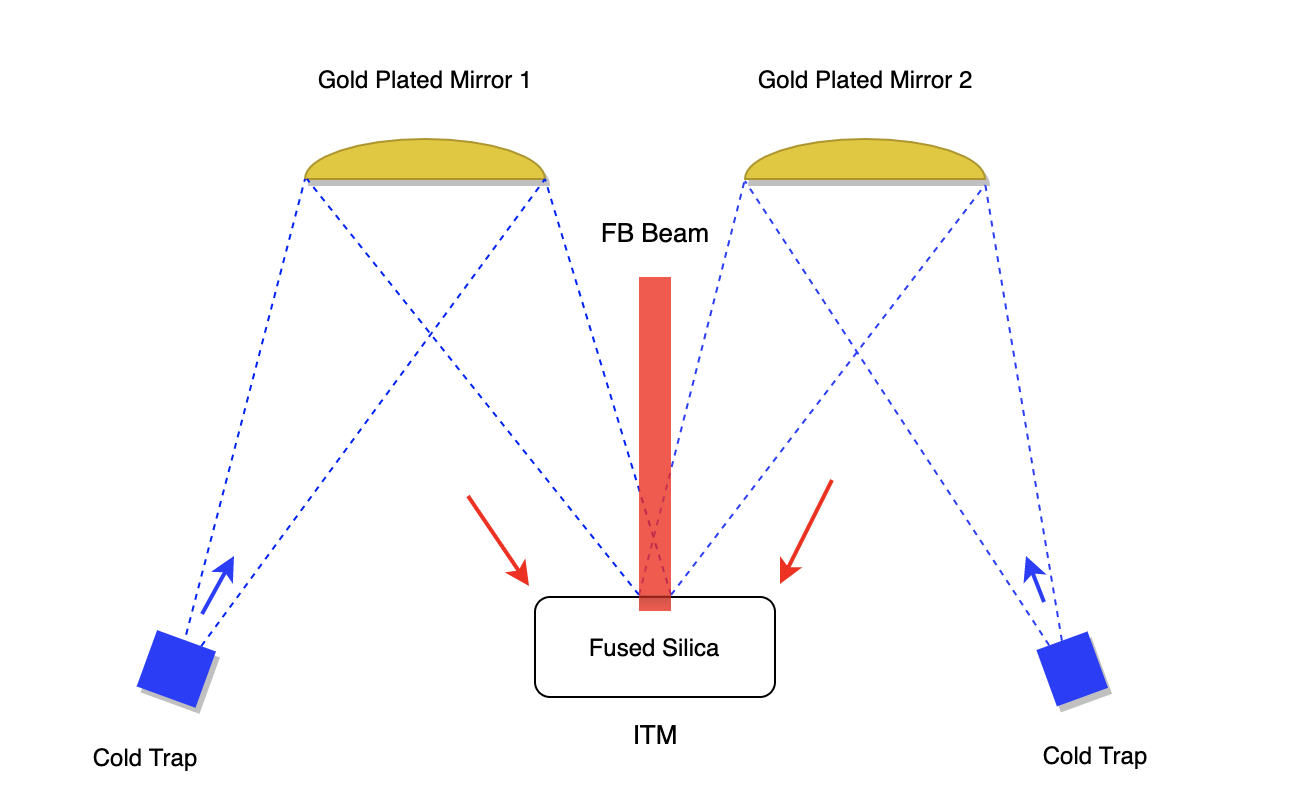 Gold Plated Mirror 1
Gold Plated Mirror 2
FB Beam
Fused Silica
ITM
Cold Trap
Cold Trap